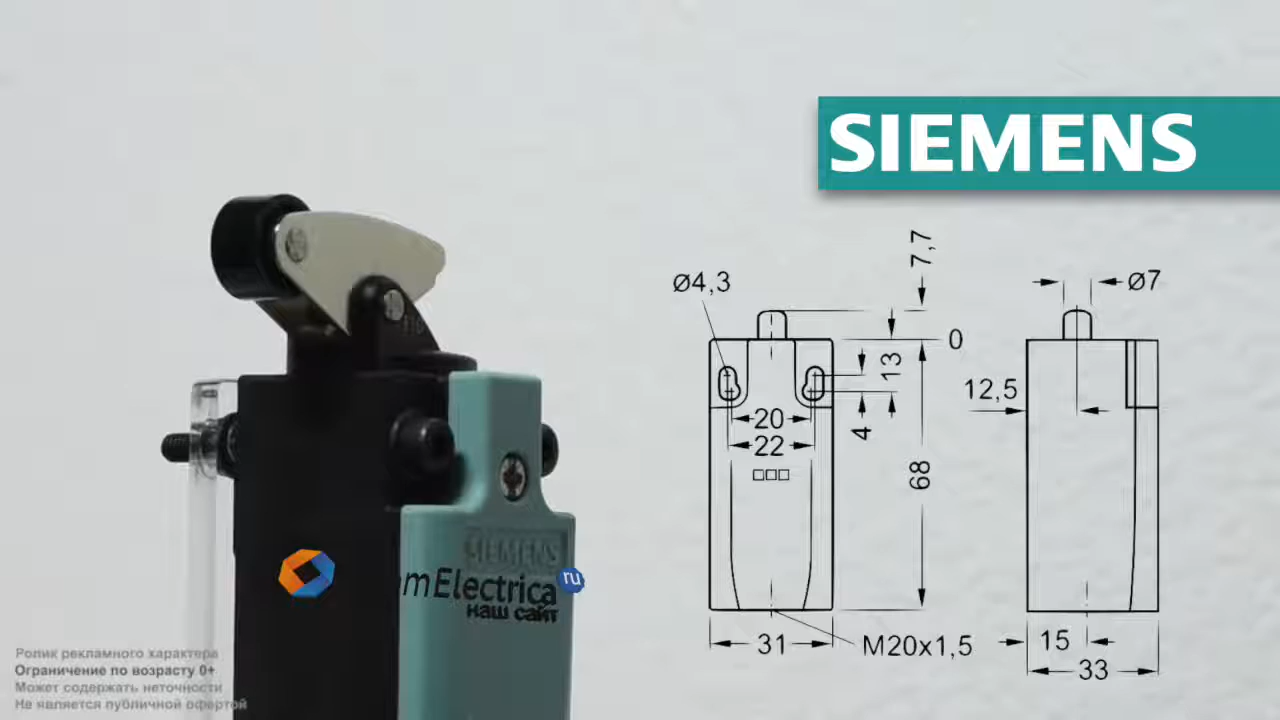 SIEMENS
7,7
Ø4,3
Ø7
0
13
12,5
20
4
22
68
31
M20x1,5
15
33
SIEMENS
mElectrica ru
наш сайт
Ролик рекламного характера
Ограничение по возрасту 0+
Может содержать неточности
Не является публичной офертой